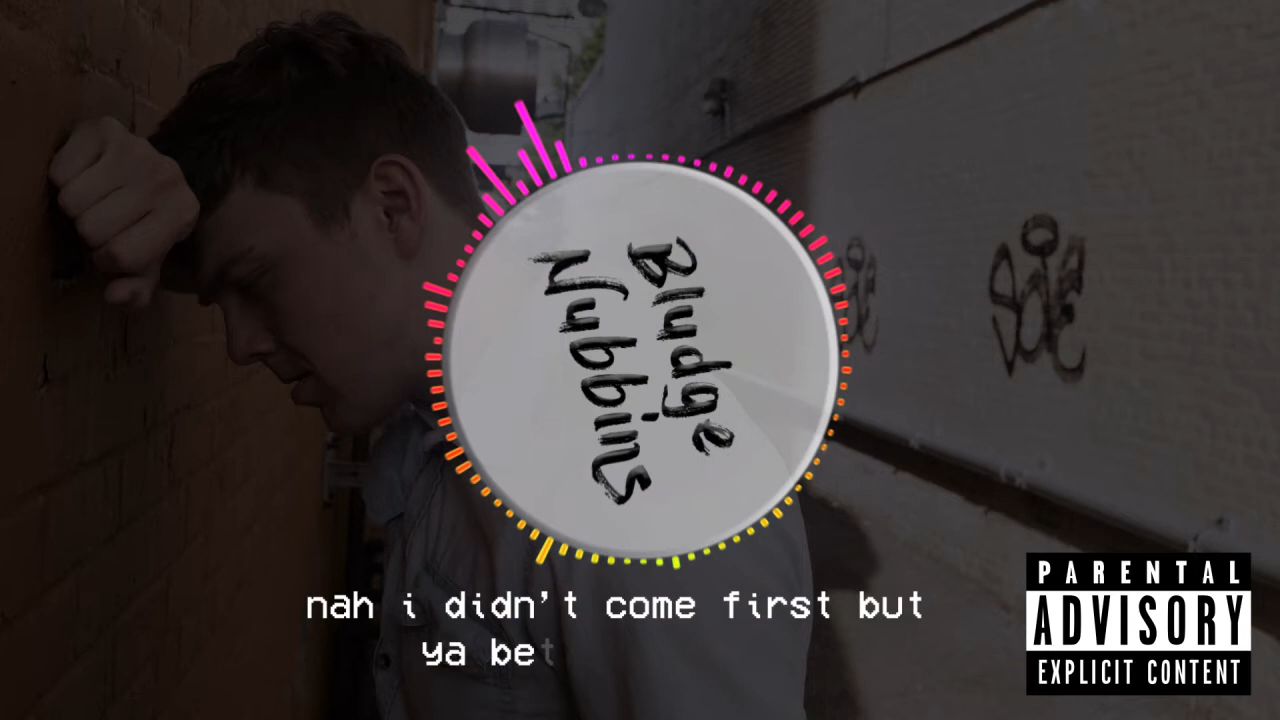 Bludge
Nubbins
nah i didn't come first but
ya bet
PARENTAL
ADVISORY
EXPLICIT CONTENT